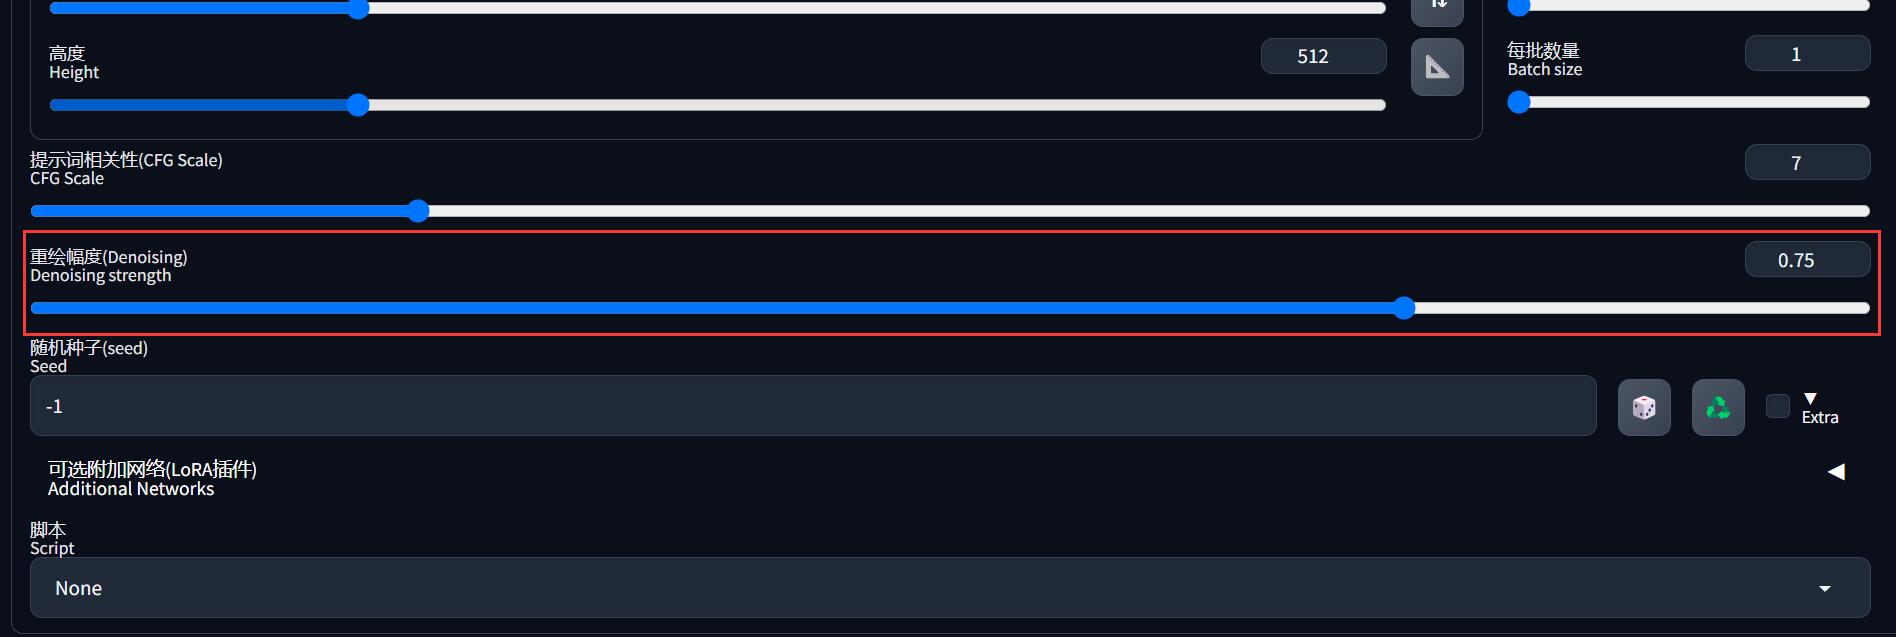 高度
Height
512
每批数量
Batch size
1
提示词相关性(CFG Scale)
CFG Scale
7
重绘幅度(Denoising)
Denoising strength
0.75
随机种子(seed)
Seed
-1
Extra
可选附加网络(LoRA插件)
Additional Networks
脚本
Script
None